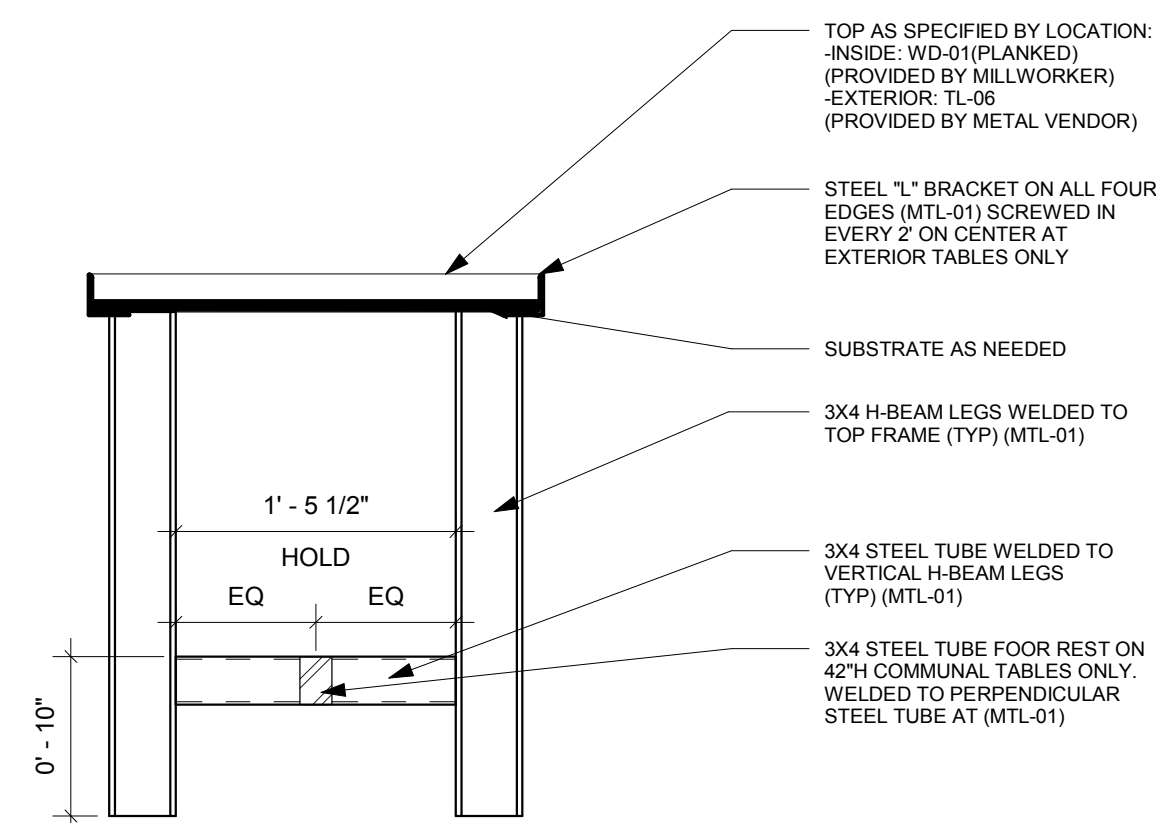 TOP AS SPECIFIED BY LOCATION:
-INSIDE: WD-01(PLANKED)
(PROVIDED BY MILLWORKER)
-EXTERIOR: TL-06
(PROVIDED BY METAL VENDOR)
STEEL "L" BRACKET ON ALL FOUR
EDGES (MTL-01) SCREWED IN
EVERY 2' ON CENTER AT
EXTERIOR TABLES ONLY
SUBSTRATE AS NEEDED
3X4 H-BEAM LEGS WELDED TO
TOP FRAME (TYP) (MTL-01)
1' - 5 1/2"
HOLD
EQ EQ
3X4 STEEL TUBE WELDED TO
VERTICAL H-BEAM LEGS
(TYP) (MTL-01)
3X4 STEEL TUBE FOOR REST ON
42"H COMMUNAL TABLES ONLY.
WELDED TO PERPENDICULAR
STEEL TUBE AT (MTL-01)
0' - 10"